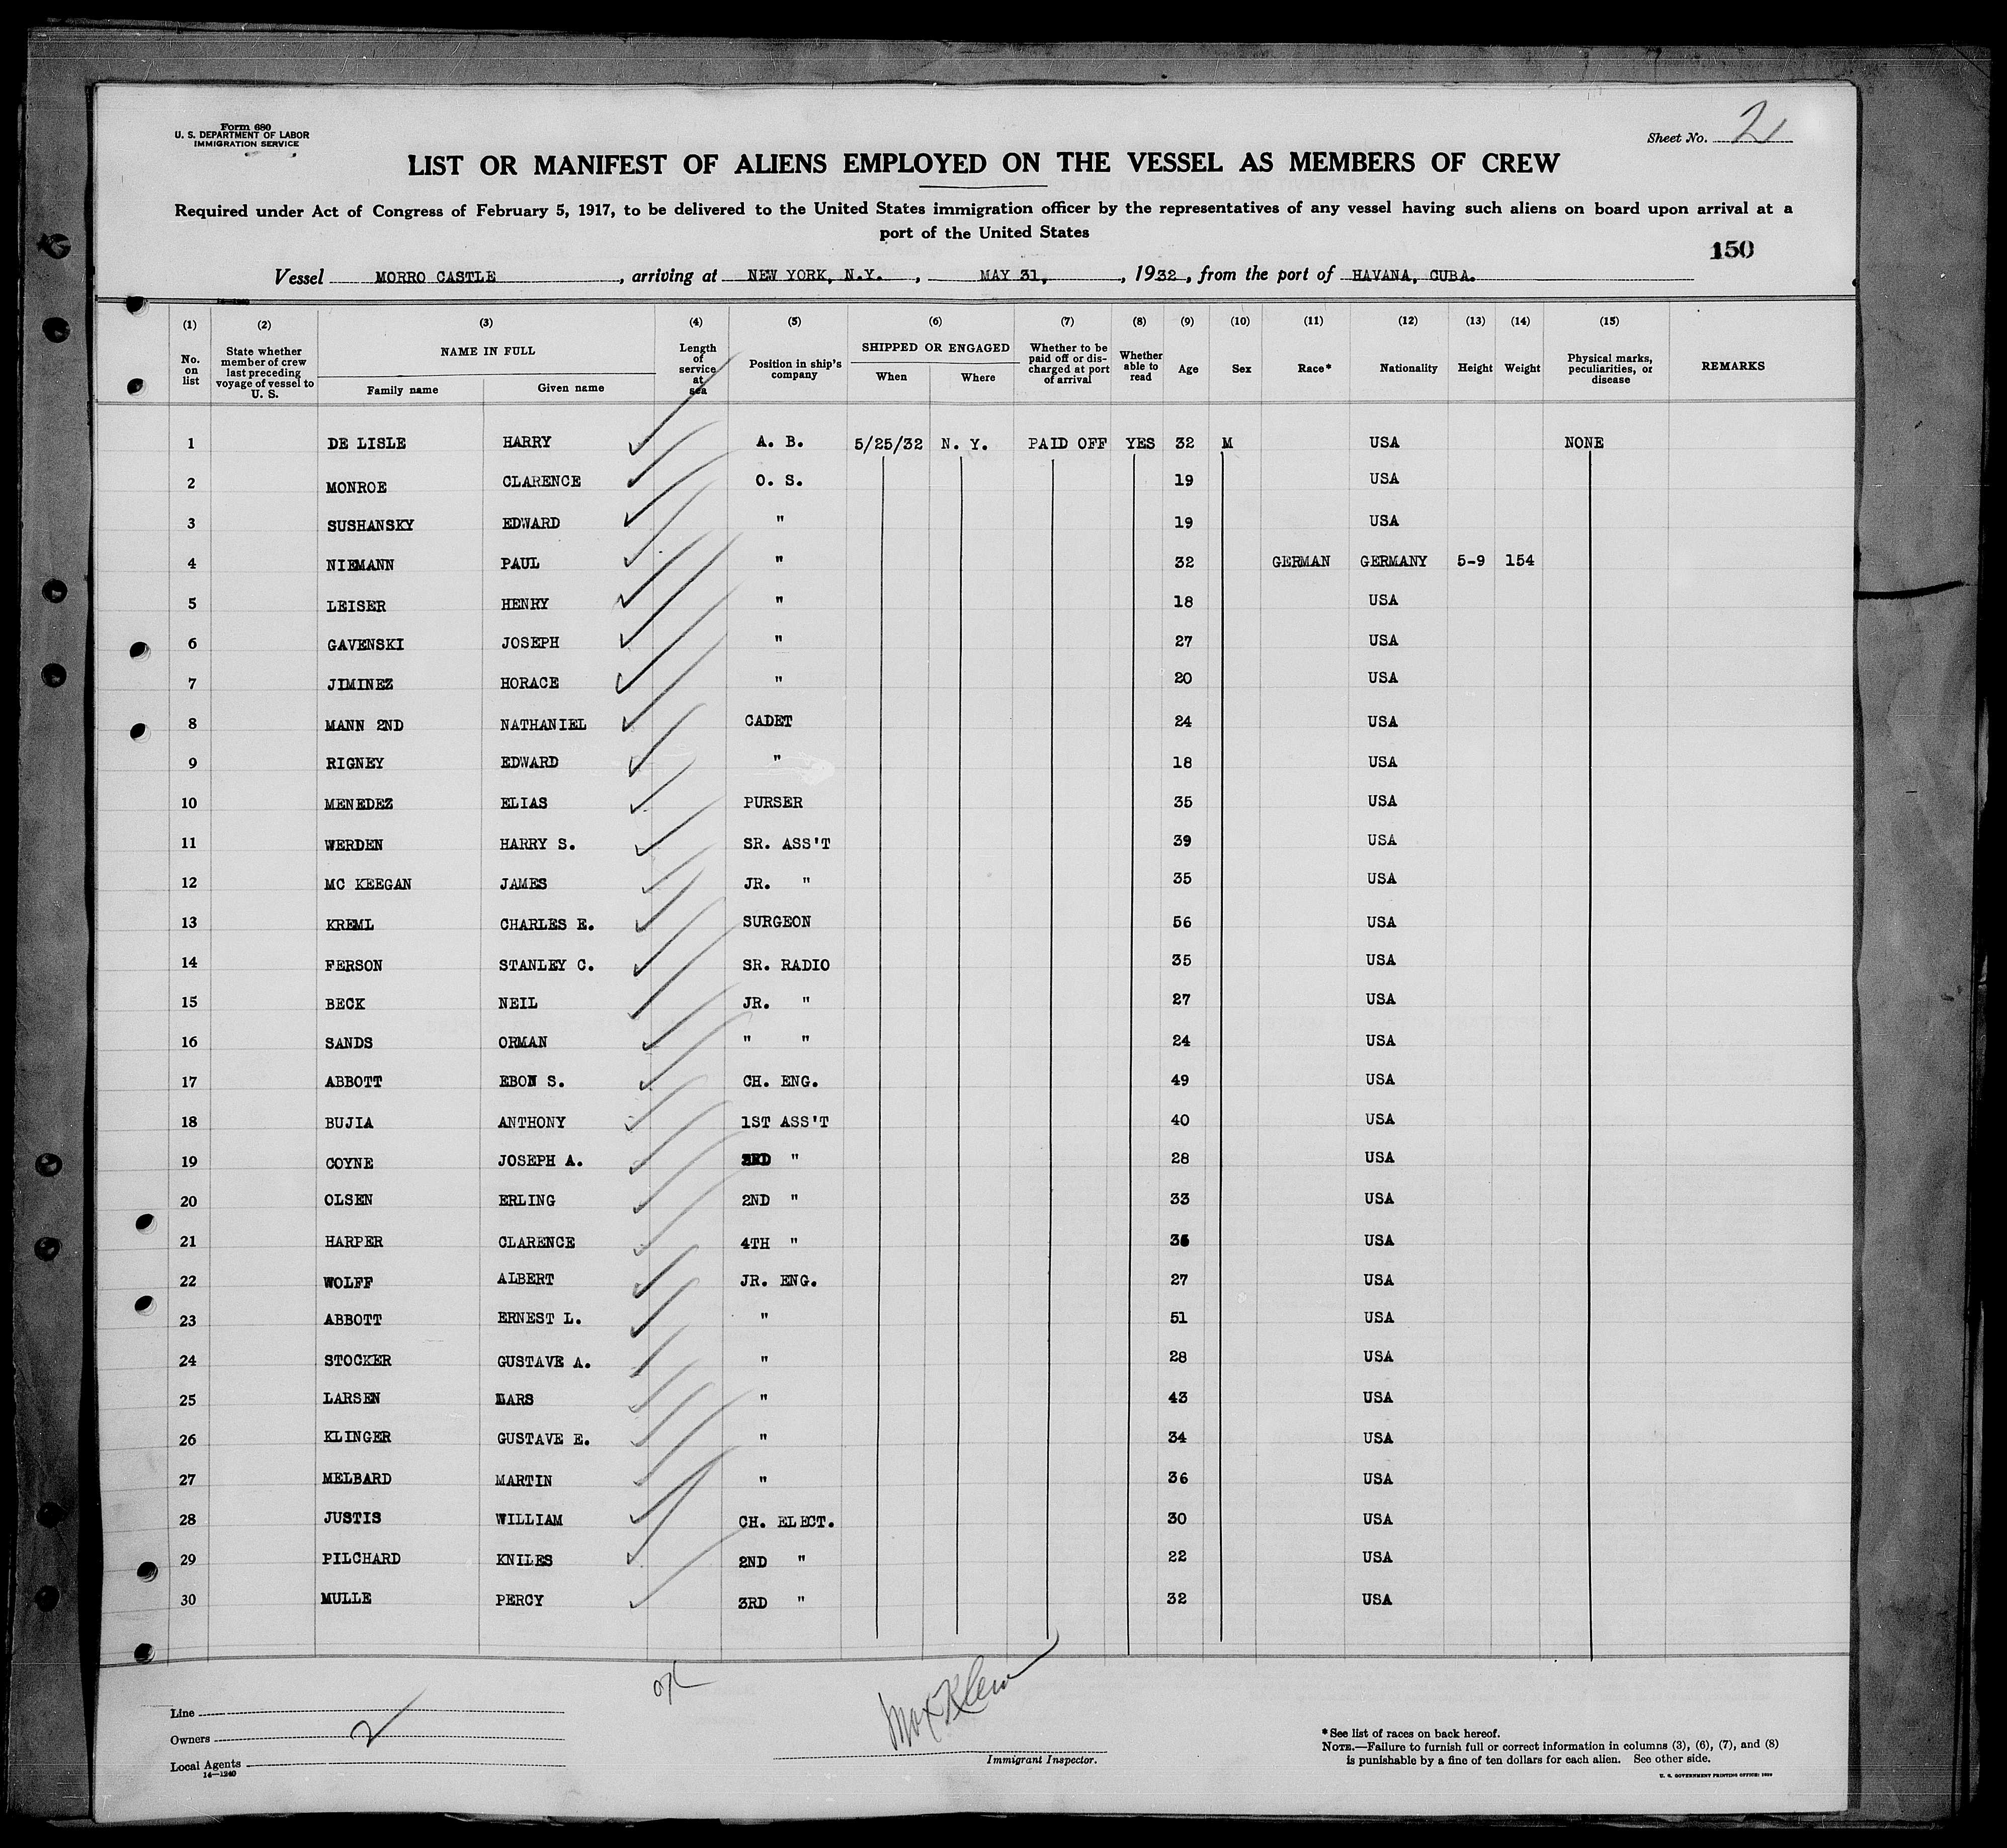 Form 680
U. S. DEPARTMENT OF LABOR
IMMIGRATION SERVICE
Sheet No. 2
LIST OR MANIFEST OF ALIENS EMPLOYED ON THE VESSEL AS MEMBERS OF CREW
Required under Act of Congress of February 5, 1917, to be delivered to the United States immigration officer by the representatives of any vessel having such aliens on board upon arrival at a
port of the United States
150
Vessel MORRO CASTLE, arriving at NEW YORK, N.Y., MAY 31, 1932, from the port of HAVANA, CUBA.
(1) (2) (3) (4) (5) (6) (7) (8) (9) (10) (11) (12) (13) (14) (15)
No. on list State whether member of crew last preceding voyage of vessel to U. S. NAME IN FULL Family name Given name Length of service at sea Position in ship's company SHIPPED OR ENGAGED When Where Whether to be paid off or discharged at port of arrival Whether able to read Age Sex Race* Nationality Height Weight Physical marks, peculiarities, or disease REMARKS
1 DE LISLE HARRY A. B. 5/25/32 N. Y. PAID OFF YES 32 M USA NONE
2 MONROE CLARENCE O. S. 19 USA
3 SUSHANSKY EDWARD " 19 USA
4 NIEMANN PAUL " 32 GERMAN GERMANY 5-9 154
5 LEISER HENRY " 18 USA
6 GAVENSKI JOSEPH " 27 USA
7 JIMINEZ HORACE " 20 USA
8 MANN 2ND NATHANIEL CADET 24 USA
9 RIGNEY EDWARD " 18 USA
10 MENEDEZ ELIAS PURSER 35 USA
11 WERDEN HARRY S. SR. ASS'T 39 USA
12 MC KEEGAN JAMES JR. " 35 USA
13 KREML CHARLES E. SURGEON 56 USA
14 FERSON STANLEY C. SR. RADIO 35 USA
15 BECK NEIL JR. " 27 USA
16 SANDS ORMAN " " 24 USA
17 ABBOTT EBON S. CH. ENG. 49 USA
18 BUJIA ANTHONY 1ST ASS'T 40 USA
19 COYNE JOSEPH A. 3RD " 28 USA
20 OLSEN ERLING 2ND " 33 USA
21 HARPER CLARENCE 4TH " USA
22 WOLFF ALBERT JR. ENG. 27 USA
23 ABBOTT ERNEST L. " 51 USA
24 STOCKER GUSTAVE A. " 28 USA
25 LARSEN LARS " 43 USA
26 KLINGER GUSTAVE E. " 34 USA
27 MELBARD MARTIN " 36 USA
28 JUSTIS WILLIAM CH. ELECT. 30 USA
29 PILCHARD KNILES 2ND " 22 USA
30 MULLE PERCY 3RD " 32 USA
Line
Owners 2
Local Agents
14—1240
ok
Max Klein
Immigrant Inspector.
*See list of races on back hereof.
NOTE.—Failure to furnish full or correct information in columns (3), (6), (7), and (8)
is punishable by a fine of ten dollars for each alien. See other side.
U. S. GOVERNMENT PRINTING OFFICE: